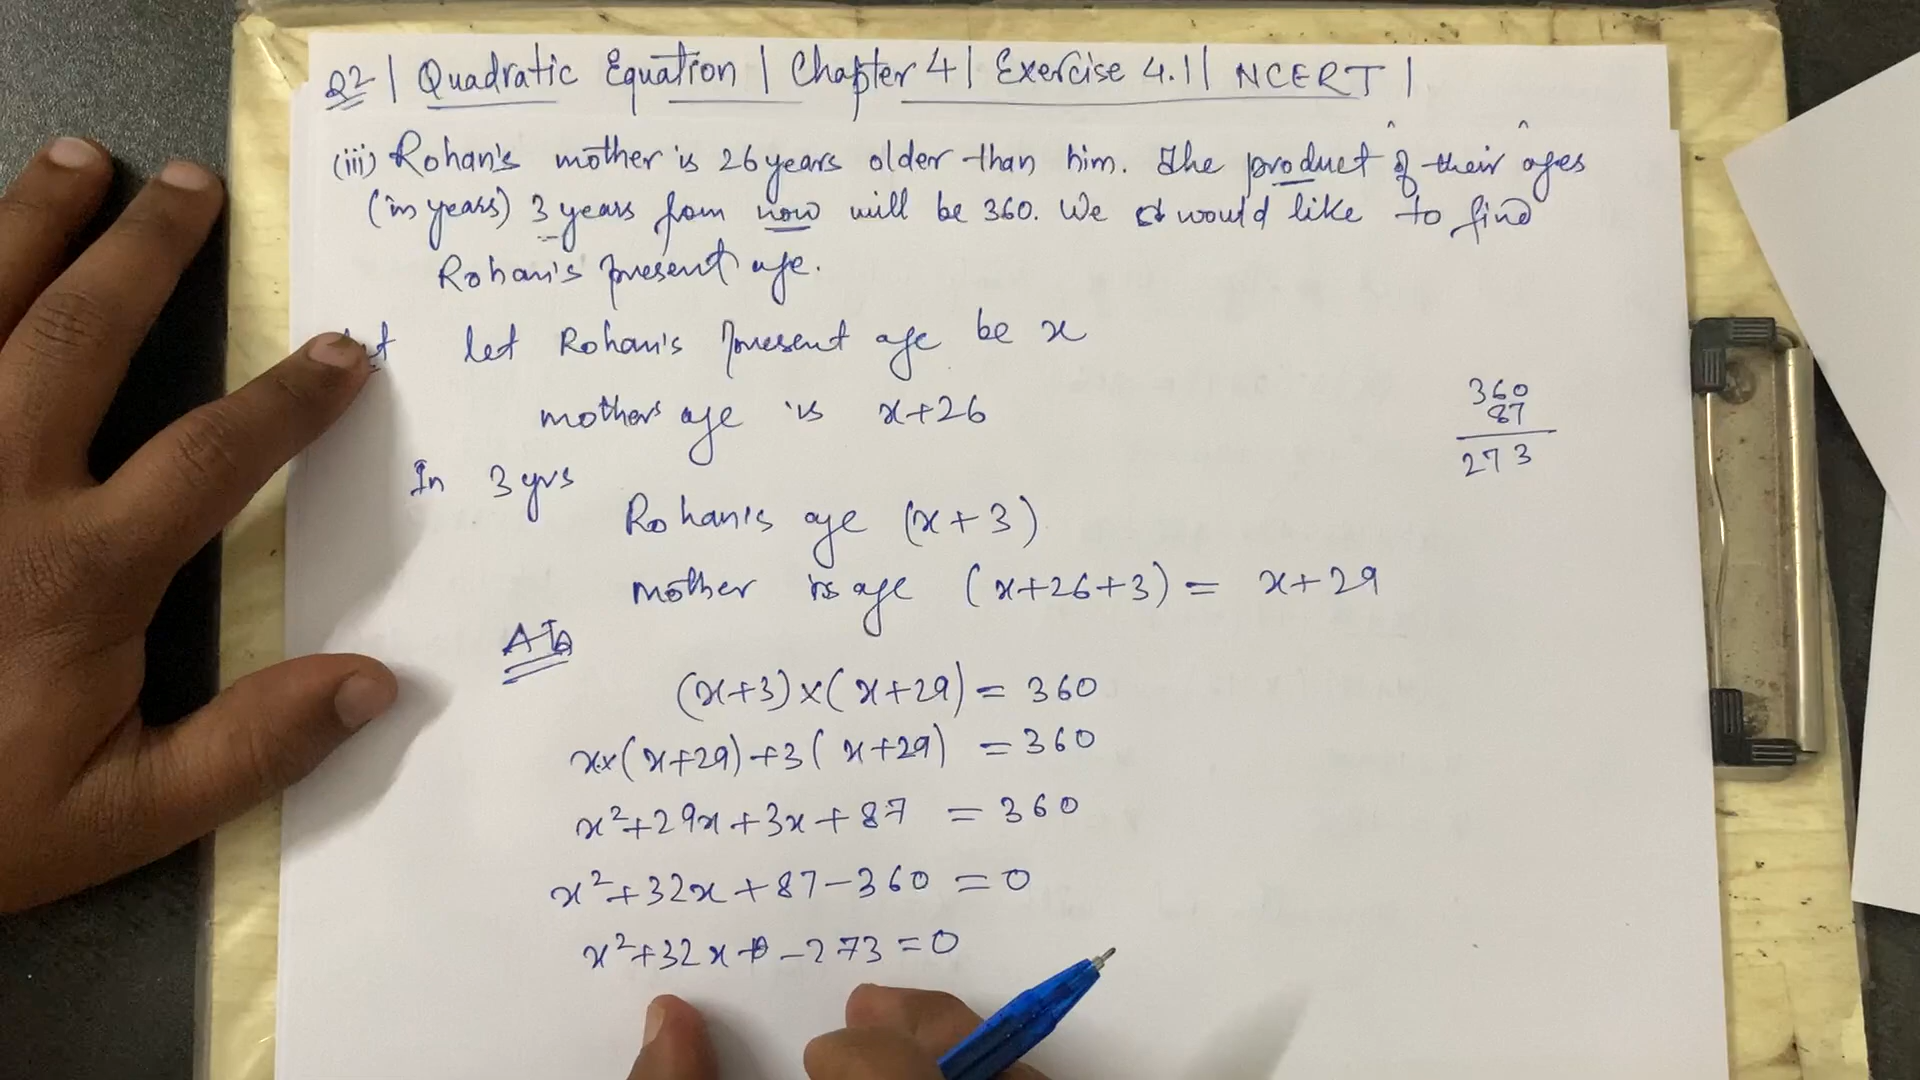 Q2 | Quadratic Equation | Chapter 4 | Exercise 4.1 | NCERT |
(iii) Rohan's mother is 26 years older than him. The product of their ages
(in years) 3 years from now will be 360. We would like to find
Rohan's present age.
let Rohan's present age be x
mother's age is x+26
360
87
273
In 3 yrs
Rohan's age (x+3)
mother is age (x+26+3) = x+29
ATQ
(x+3)×(x+29) = 360
x×(x+29)+3(x+29) = 360
x²+29x+3x+87 = 360
x²+32x+87-360 = 0
x²+32x -273 = 0